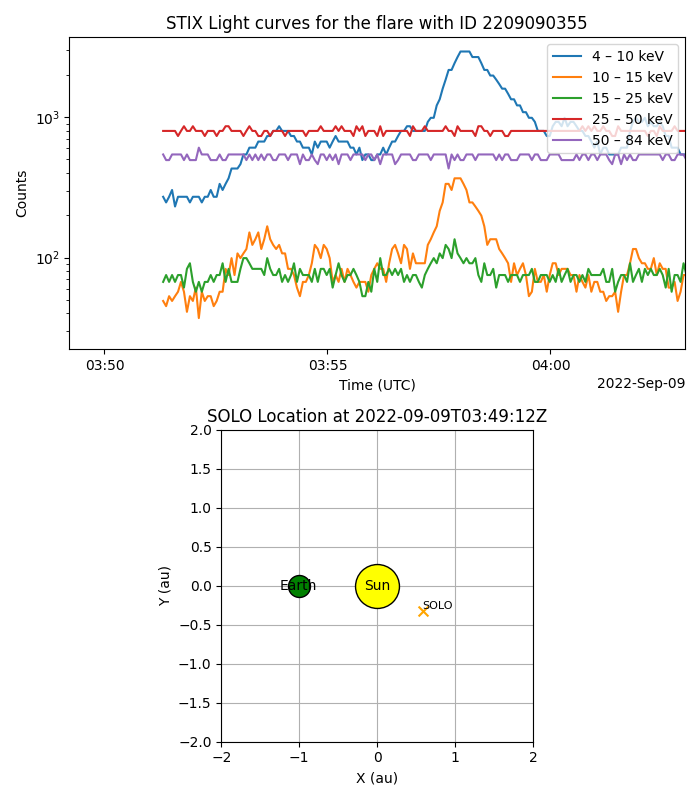 STIX Light curves for the flare with ID 2209090355
4 – 10 keV
10 – 15 keV
15 – 25 keV
25 – 50 keV
50 – 84 keV
10³
10²
Counts
03:50
03:55
04:00
Time (UTC)
2022-Sep-09
SOLO Location at 2022-09-09T03:49:12Z
2.0
1.5
1.0
0.5
0.0
−0.5
−1.0
−1.5
−2.0
Y (au)
Earth
Sun
SOLO
−2
−1
0
1
2
X (au)